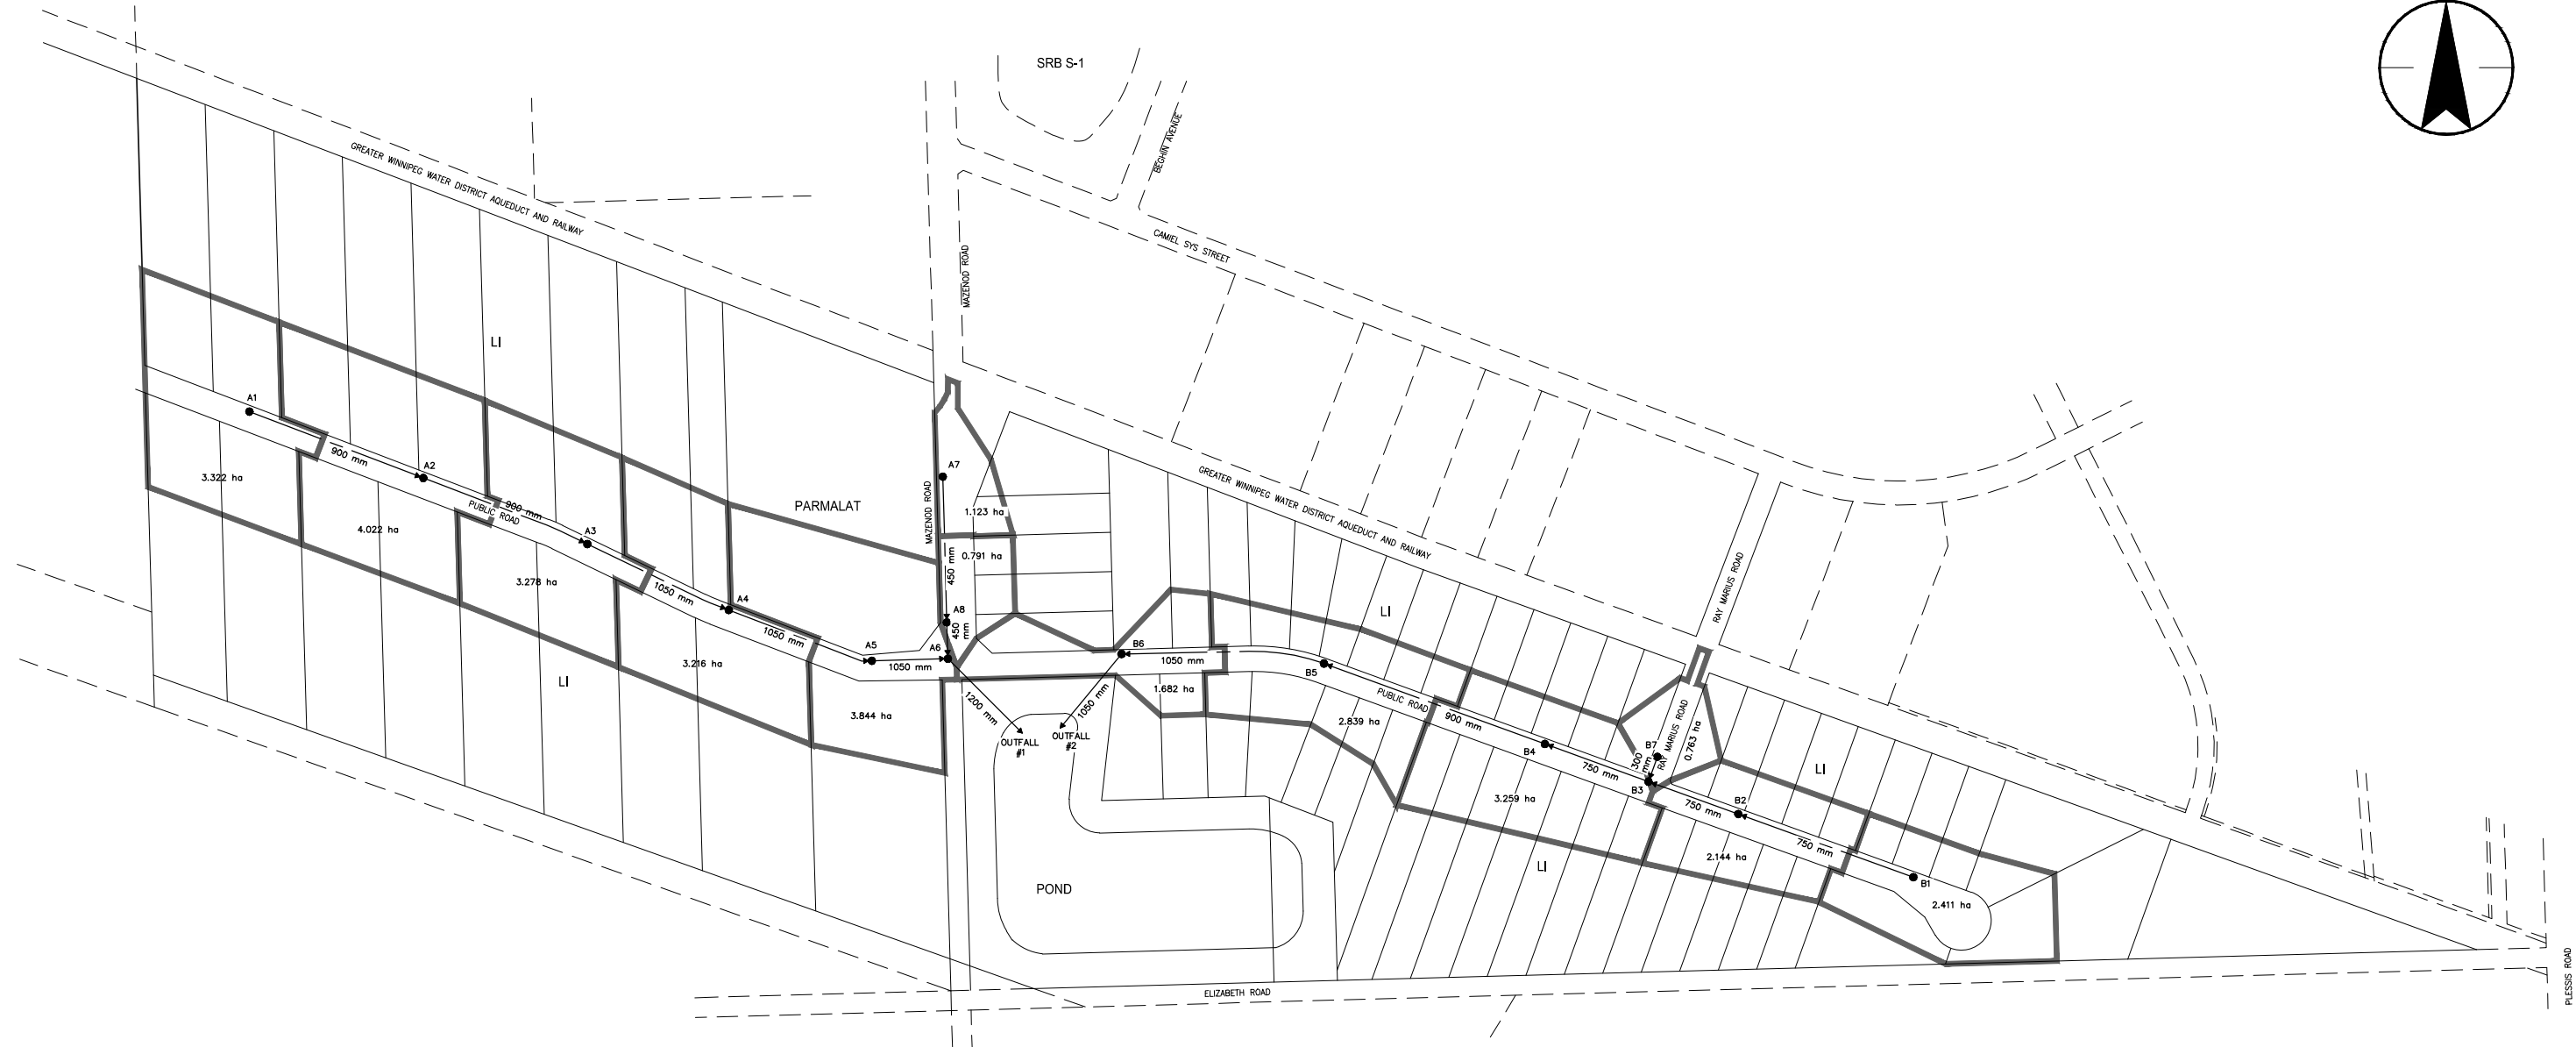 SRB S-1
BEGHIN AVENUE
GREATER WINNIPEG WATER DISTRICT AQUEDUCT AND RAILWAY
CAMIEL SYS STREET
MAZENOD ROAD
LI
A1
A2
900 mm
3.322 ha
4.022 ha
900 mm
PUBLIC ROAD
A3
3.278 ha
1050 mm
A4
1050 mm
3.216 ha
LI
PARMALAT
MAZENOD ROAD
A7
1.123 ha
0.791 ha
450 mm
A8
450 mm
A5
A6
1050 mm
3.844 ha
1200 mm
OUTFALL
#1
1050 mm
OUTFALL
#2
POND
GREATER WINNIPEG WATER DISTRICT AQUEDUCT AND RAILWAY
LI
B6
1050 mm
1.682 ha
B5
PUBLIC ROAD
2.839 ha
900 mm
B4
750 mm
3.259 ha
LI
RAY MARIUS ROAD
B7
300 mm
RAY MARIUS ROAD
0.763 ha
B3
750 mm
B2
750 mm
LI
2.144 ha
B1
2.411 ha
ELIZABETH ROAD
PLESSIS ROAD